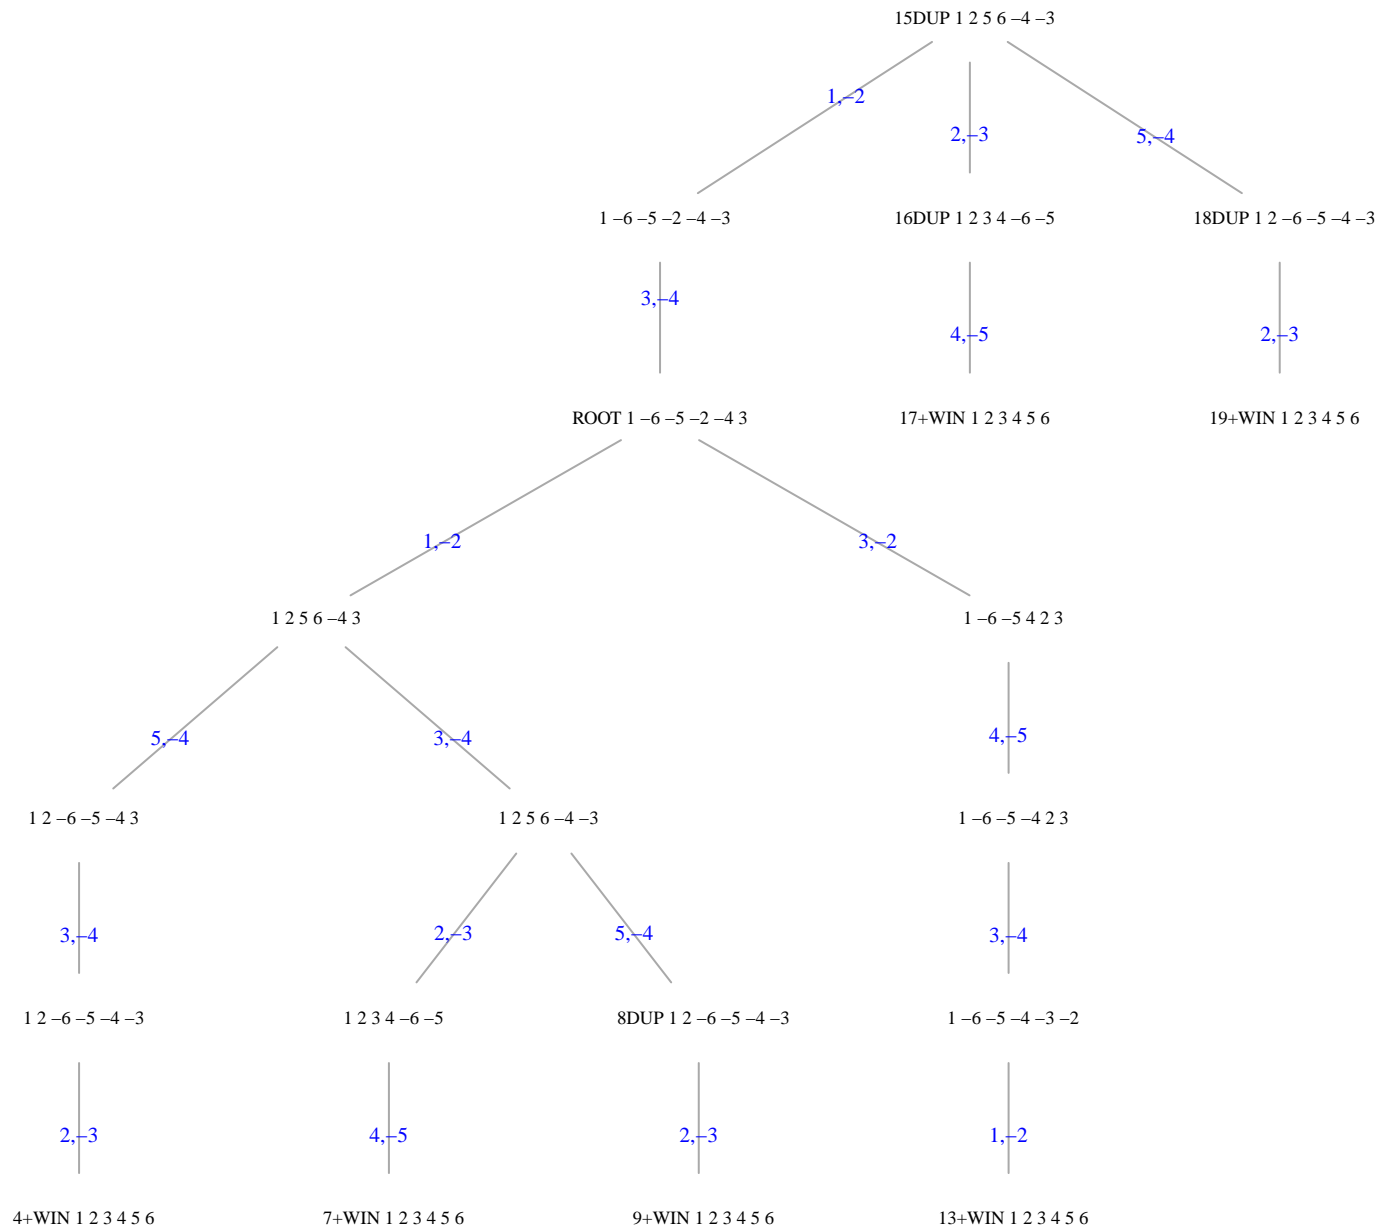 15DUP 1 2 5 6 –4 –3
1,–2
2,–3
5,–4
1 –6 –5 –2 –4 –3
16DUP 1 2 3 4 –6 –5
18DUP 1 2 –6 –5 –4 –3
3,–4
4,–5
2,–3
ROOT 1 –6 –5 –2 –4 3
17+WIN 1 2 3 4 5 6
19+WIN 1 2 3 4 5 6
1,–2
3,–2
1 2 5 6 –4 3
1 –6 –5 4 2 3
5,–4
3,–4
4,–5
1 2 –6 –5 –4 3
1 2 5 6 –4 –3
1 –6 –5 –4 2 3
3,–4
2,–3
5,–4
3,–4
1 2 –6 –5 –4 –3
1 2 3 4 –6 –5
8DUP 1 2 –6 –5 –4 –3
1 –6 –5 –4 –3 –2
2,–3
4,–5
2,–3
1,–2
4+WIN 1 2 3 4 5 6
7+WIN 1 2 3 4 5 6
9+WIN 1 2 3 4 5 6
13+WIN 1 2 3 4 5 6